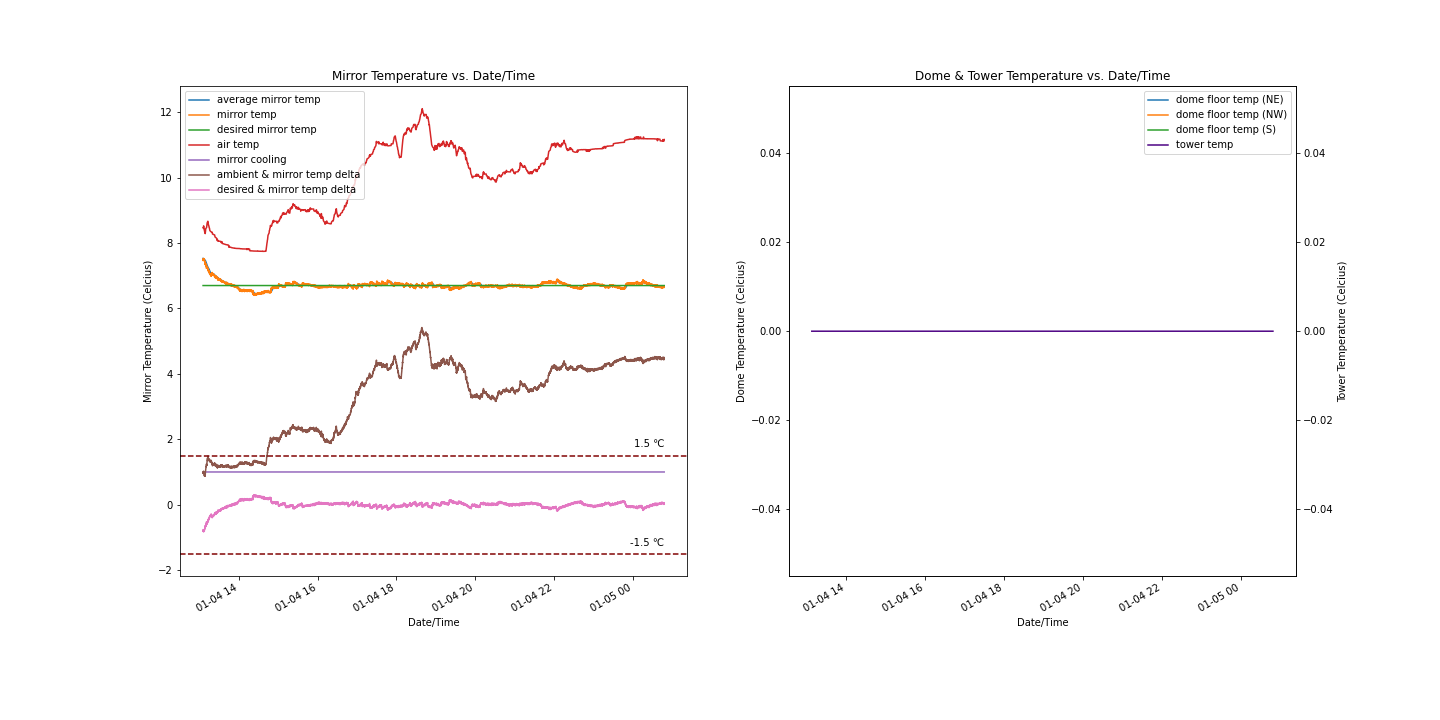 Mirror Temperature vs. Date/Time
average mirror temp
mirror temp
desired mirror temp
air temp
mirror cooling
ambient & mirror temp delta
desired & mirror temp delta
12
10
8
6
4
2
0
−2
Mirror Temperature (Celcius)
1.5 °C
-1.5 °C
01-04 14
01-04 16
01-04 18
01-04 20
01-04 22
01-05 00
Date/Time
Dome & Tower Temperature vs. Date/Time
dome floor temp (NE)
dome floor temp (NW)
dome floor temp (S)
tower temp
0.04
0.02
0.00
−0.02
−0.04
Dome Temperature (Celcius)
0.04
0.02
0.00
−0.02
−0.04
Tower Temperature (Celcius)
01-04 14
01-04 16
01-04 18
01-04 20
01-04 22
01-05 00
Date/Time